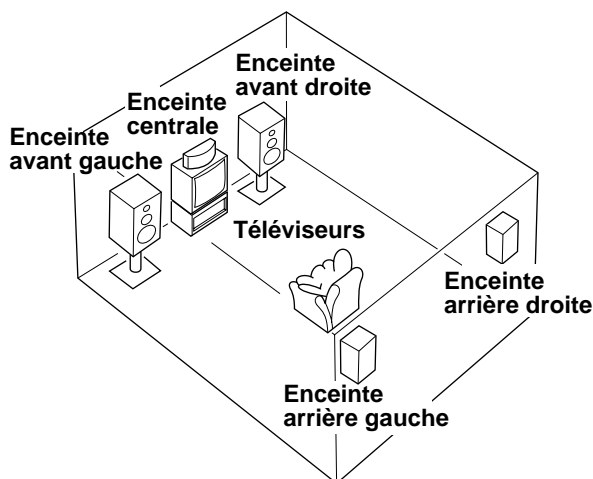 Enceinte
avant droite
Enceinte
centrale
Enceinte
avant gauche
Téléviseurs
Enceinte
arrière droite
Enceinte
arrière gauche